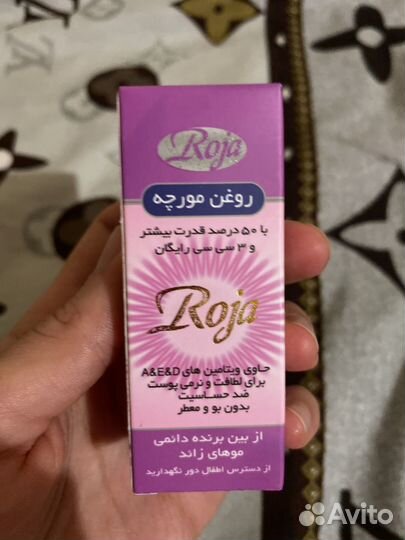 Roja
روغن مورچه
با ۵۰ درصد قدرت بیشتر
و ۳ سی سی رایگان
Roja
حاوی ویتامین های A&E&D
برای لطافت و نرمی پوست
ضد حساسیت
بدون بو و معطر
از بین برنده دائمی
موهای زائد
از دسترس اطفال دور نگهدارید
Avito